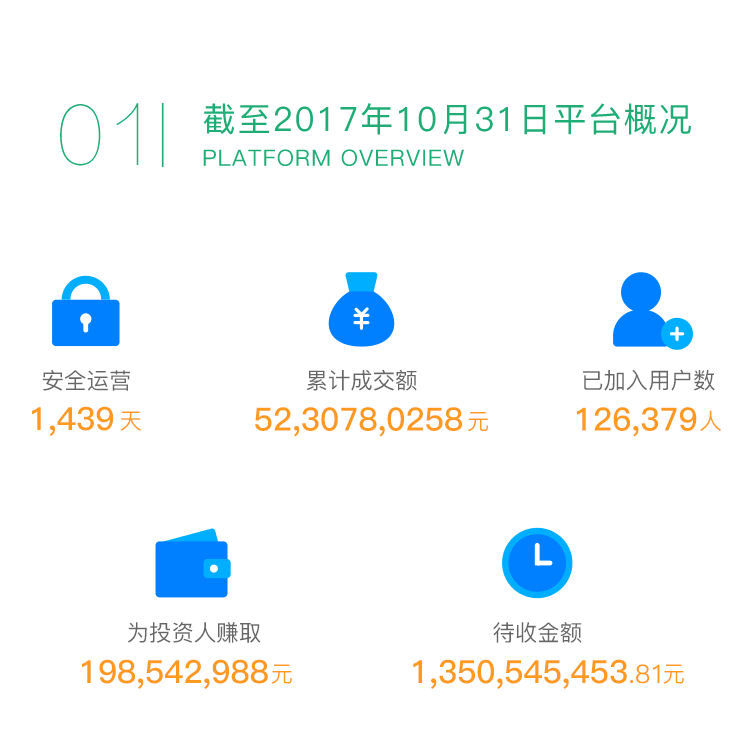 01
截至2017年10月31日平台概况
PLATFORM OVERVIEW
¥
安全运营
1,439天
累计成交额
52,3078,0258元
已加入用户数
126,379人
为投资人赚取
198,542,988元
待收金额
1,350,545,453.81元